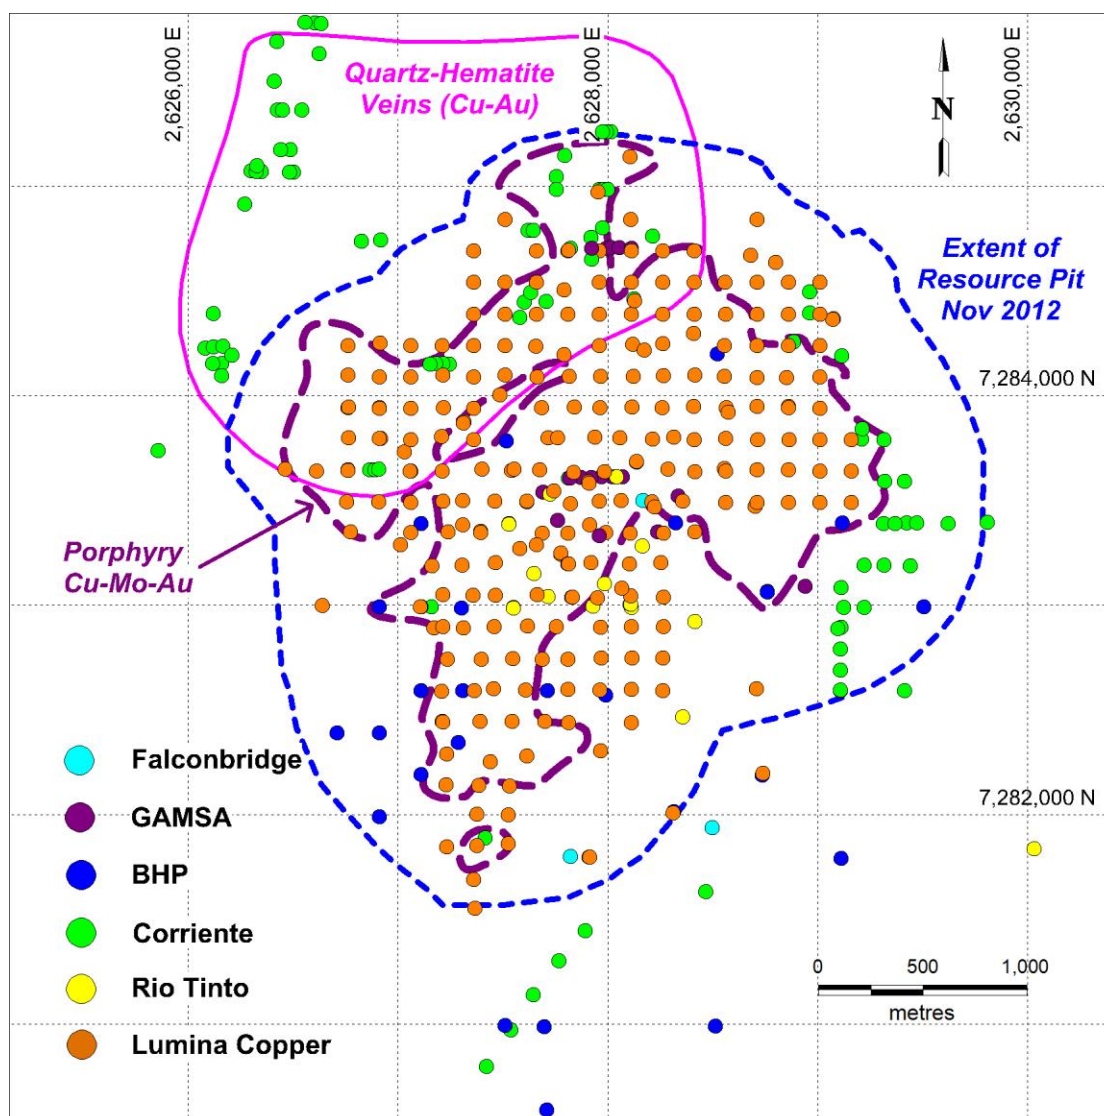 2,626,000 E
2,628,000 E
2,630,000 E
Quartz-Hematite
Veins (Cu-Au)
N
Extent of
Resource Pit
Nov 2012
7,284,000 N
Porphyry
Cu-Mo-Au
Falconbridge
GAMSA
7,282,000 N
BHP
Corriente
Rio Tinto
Lumina Copper
0 500 1,000
metres